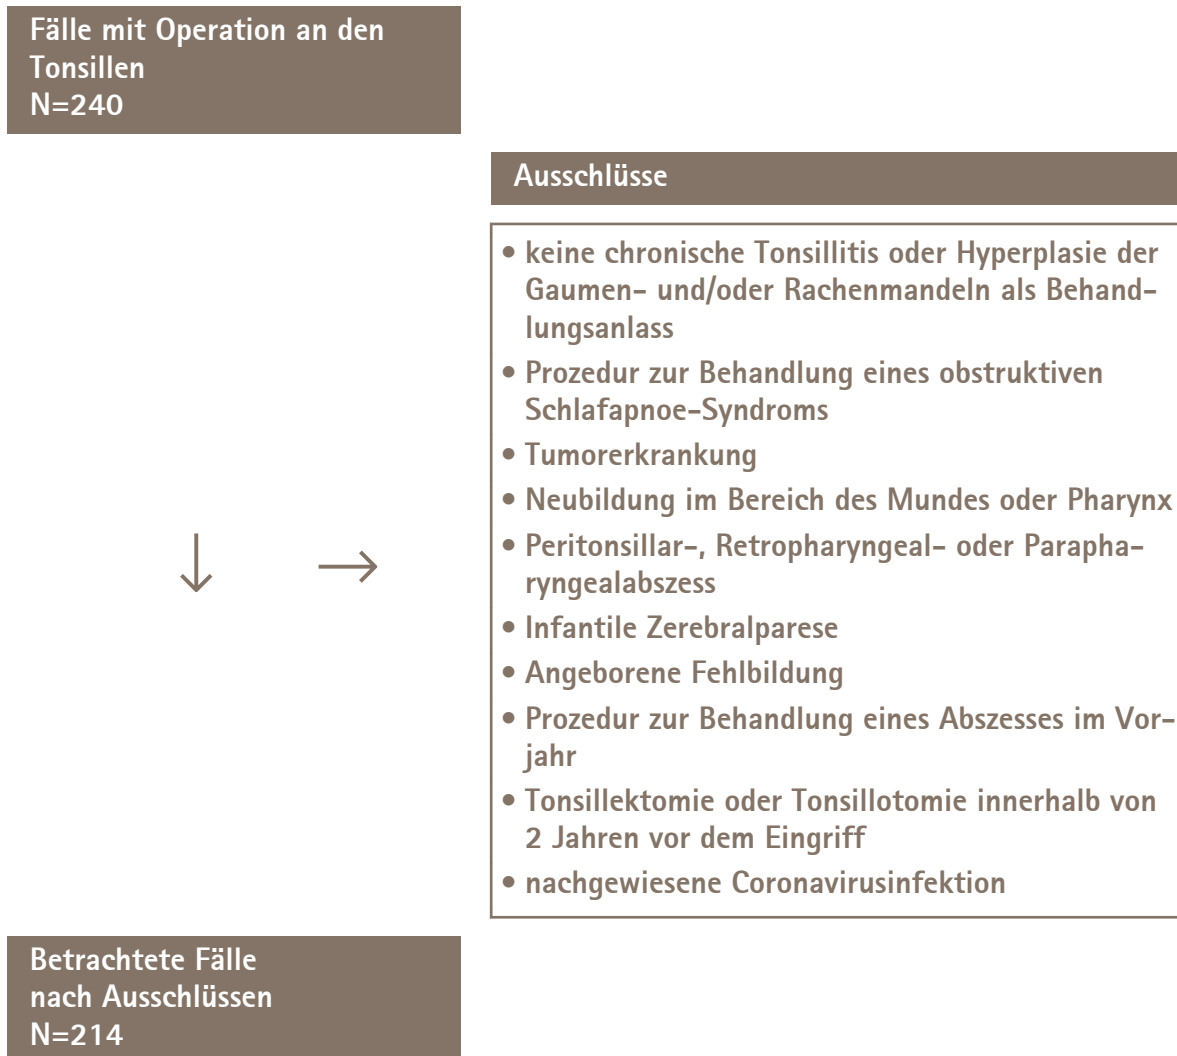 Fälle mit Operation an den
Tonsillen
N=240
Ausschlüsse
• keine chronische Tonsillitis oder Hyperplasie der
Gaumen- und/oder Rachenmandeln als Behand-
lungsanlass
• Prozedur zur Behandlung eines obstruktiven
Schlafapnoe-Syndroms
• Tumorerkrankung
• Neubildung im Bereich des Mundes oder Pharynx
• Peritonsillar-, Retropharyngeal- oder Parapha-
ryngealabszess
• Infantile Zerebralparese
• Angeborene Fehlbildung
• Prozedur zur Behandlung eines Abszesses im Vor-
jahr
• Tonsillektomie oder Tonsillotomie innerhalb von
2 Jahren vor dem Eingriff
• nachgewiesene Coronavirusinfektion
Betrachtete Fälle
nach Ausschlüssen
N=214